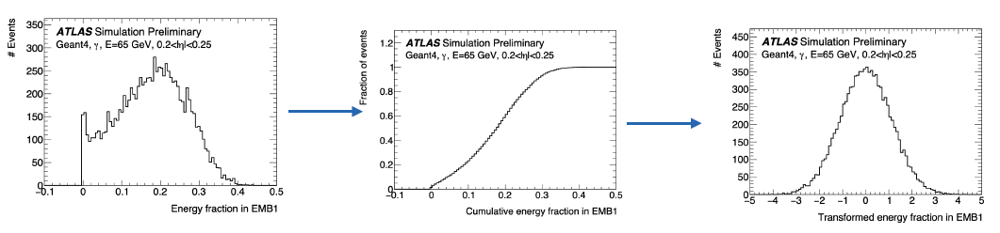 # Events
ATLAS Simulation Preliminary
Geant4, γ, E=65 GeV, 0.2<|η|<0.25
350
300
250
200
150
100
50
0
−0.1 0 0.1 0.2 0.3 0.4 0.5
Energy fraction in EMB1
Fraction of events
ATLAS Simulation Preliminary
Geant4, γ, E=65 GeV, 0.2<|η|<0.25
1.2
1
0.8
0.6
0.4
0.2
0
−0.1 0 0.1 0.2 0.3 0.4 0.5
Cumulative energy fraction in EMB1
# Events
ATLAS Simulation Preliminary
Geant4, γ, E=65 GeV, 0.2<|η|<0.25
450
400
350
300
250
200
150
100
50
0
−5 −4 −3 −2 −1 0 1 2 3 4 5
Transformed energy fraction in EMB1